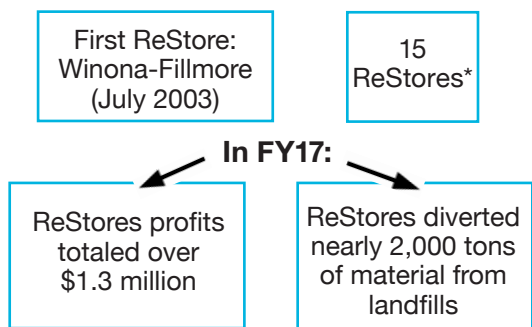 First ReStore:
Winona-Fillmore
(July 2003)
15
ReStores*
In FY17:
ReStores profits
totaled over
$1.3 million
ReStores diverted
nearly 2,000 tons
of material from
landfills